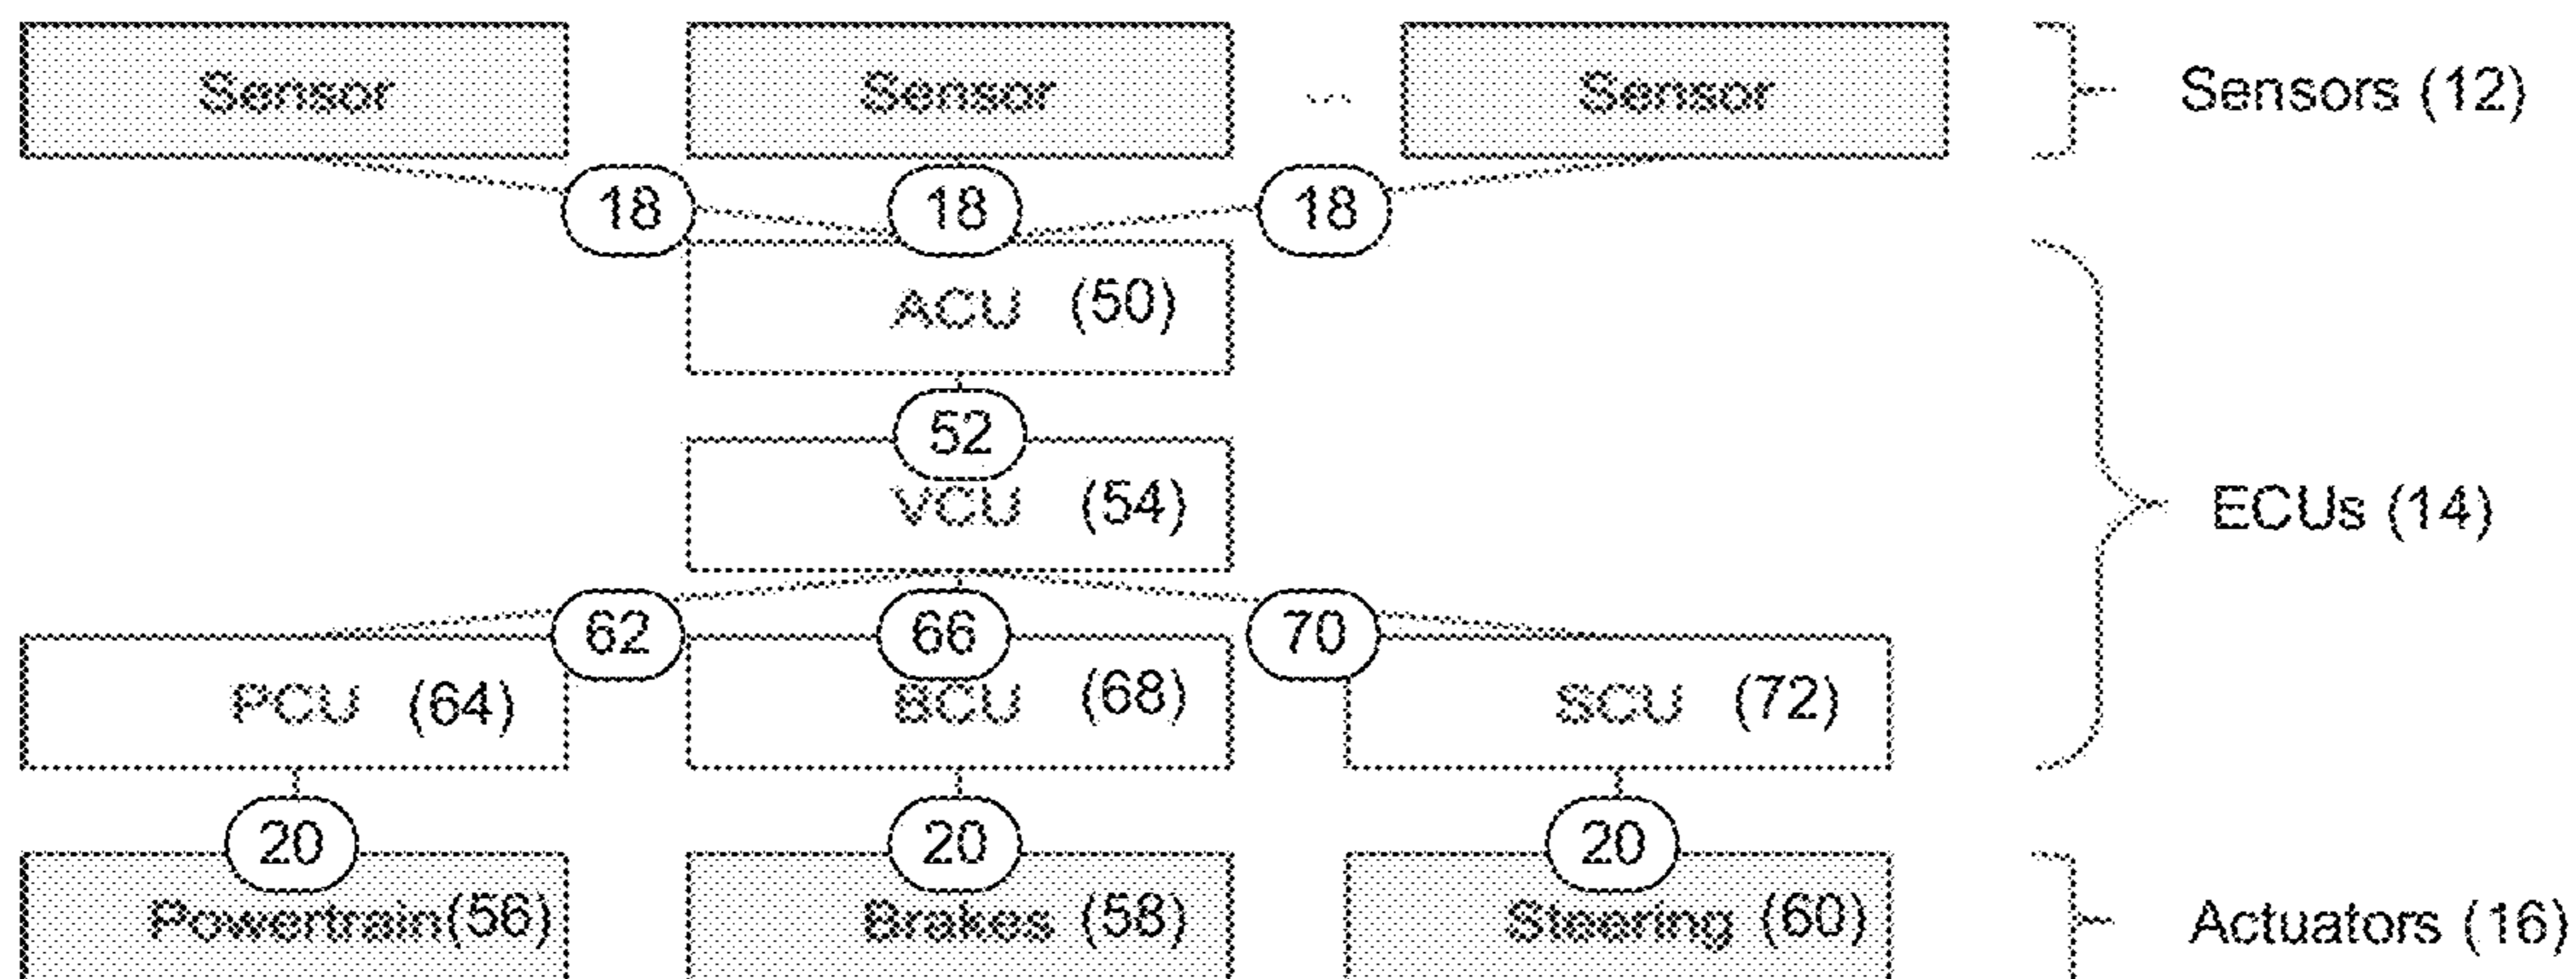 Sensor Sensor ... Sensor Sensors (12)
18 18 18
ACU (50)
52
VCU (54)
ECUs (14)
62 66 70
PCU (64) BCU (68) SCU (72)
20 20 20
Powertrain(56) Brakes (58) Steering (60) Actuators (16)